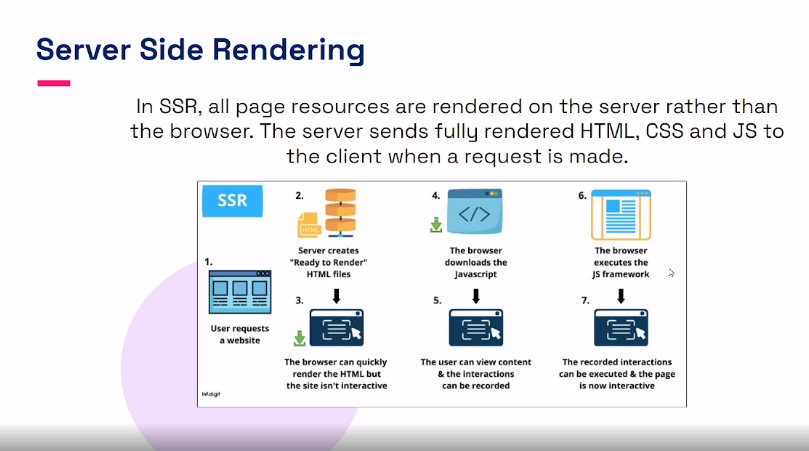 Server Side Rendering
In SSR, all page resources are rendered on the server rather than
the browser. The server sends fully rendered HTML, CSS and JS to
the client when a request is made.
SSR
1.
User requests
a website
2.
HTML
Server creates
"Ready to Render"
HTML files
3.
The browser can quickly
render the HTML but
the site isn't interactive
4.
</>
The browser
downloads the
Javascript
5.
The user can view content
& the interactions
can be recorded
6.
The browser
executes the
JS framework
7.
The recorded interactions
can be executed & the page
is now interactive